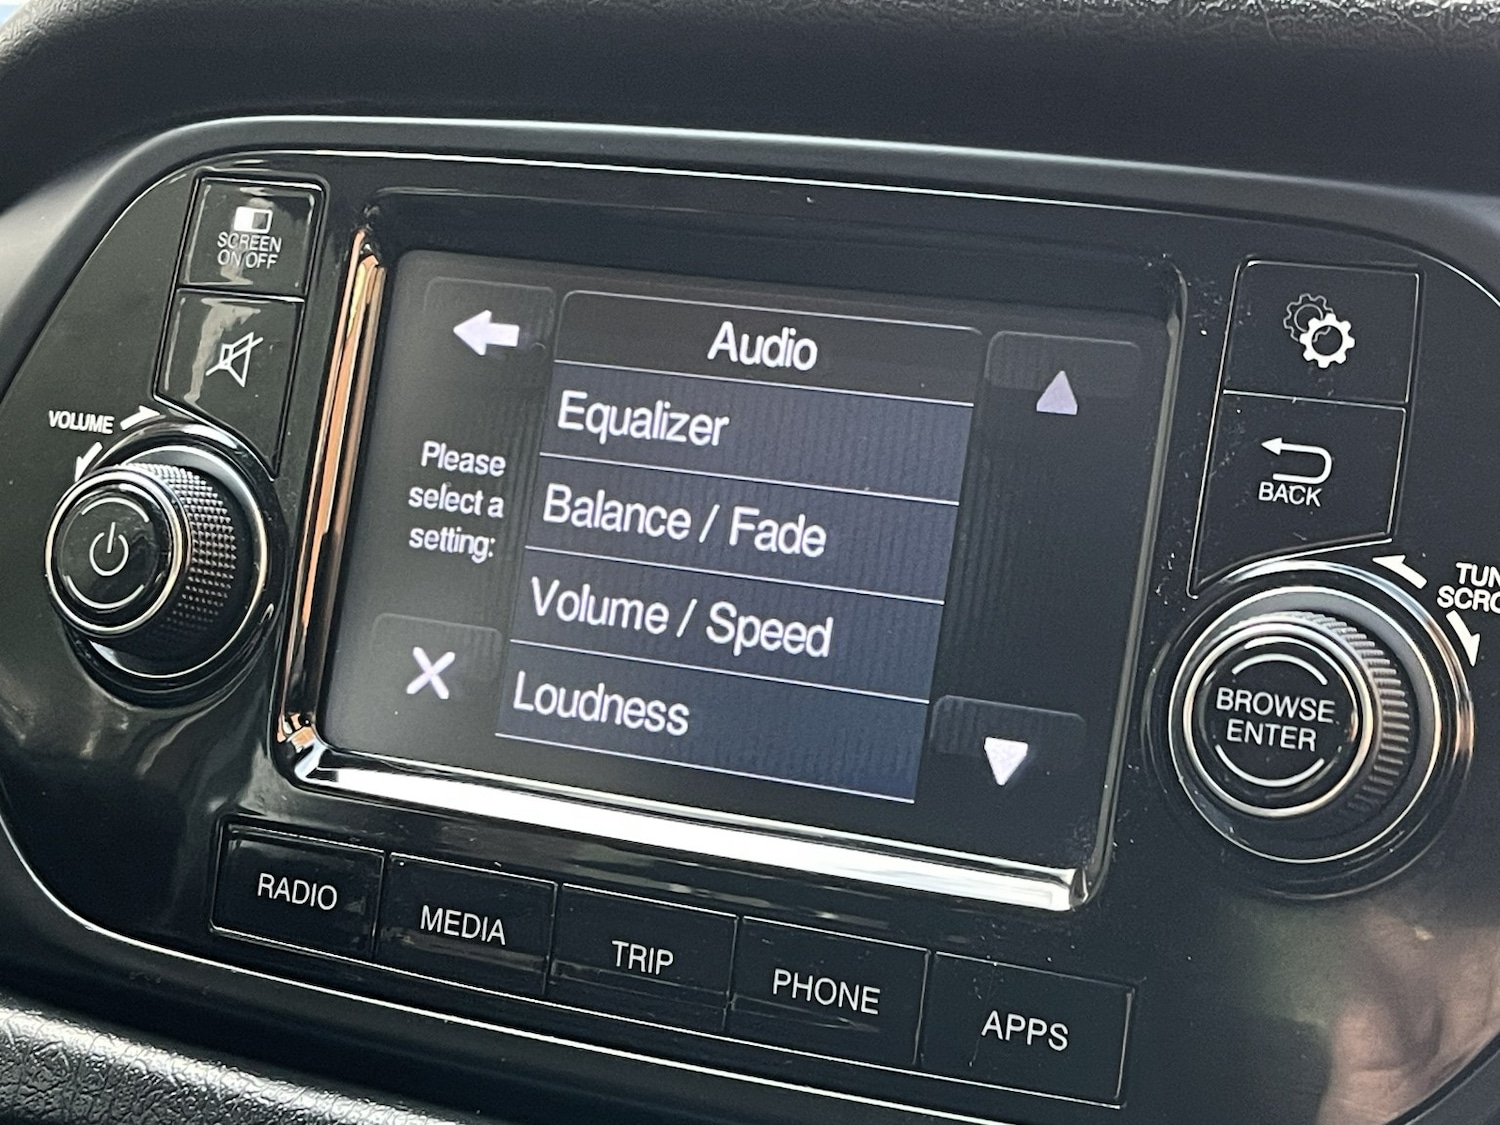 SCREEN
ON/OFF
VOLUME
Audio
Equalizer
Balance / Fade
Volume / Speed
Loudness
Please
select a
setting:
BACK
BROWSE
ENTER
RADIO
MEDIA
TRIP
PHONE
APPS